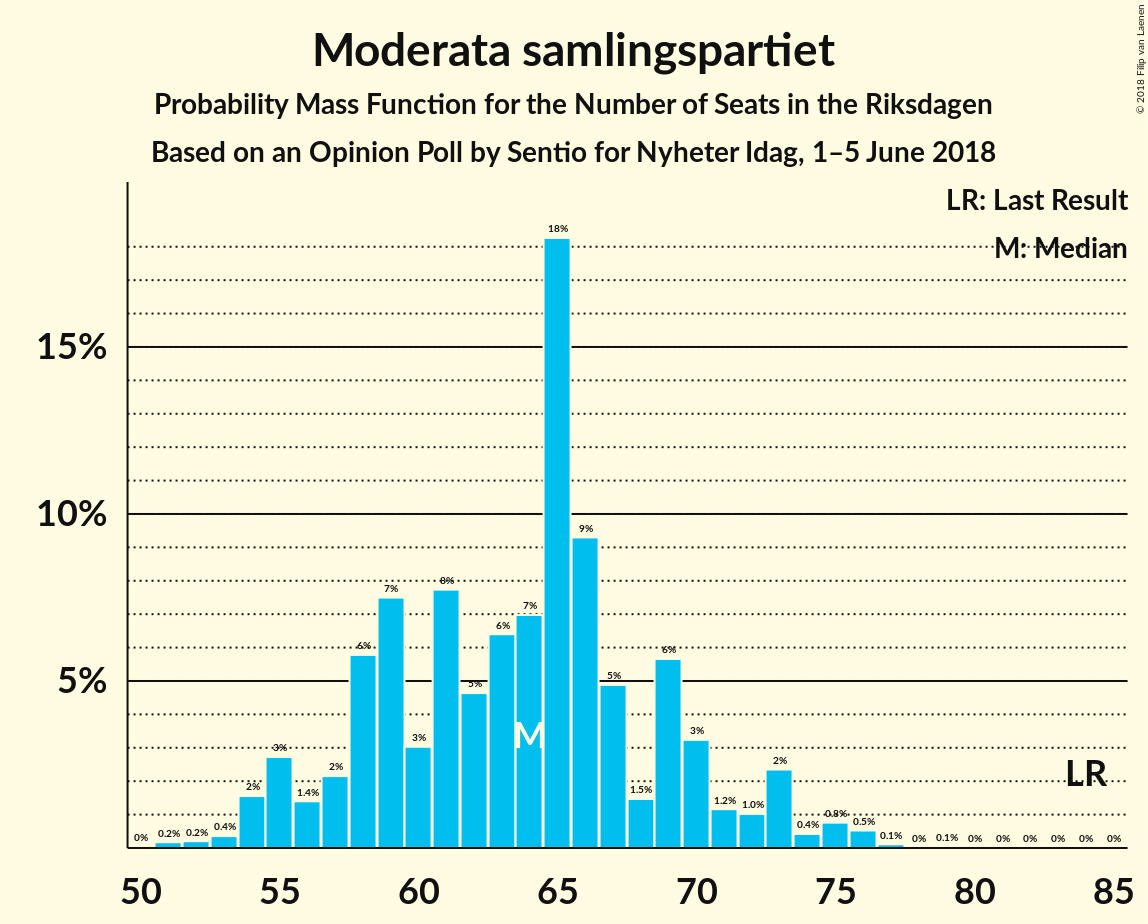 Moderata samlingspartiet
Probability Mass Function for the Number of Seats in the Riksdagen
Based on an Opinion Poll by Sentio for Nyheter Idag, 1–5 June 2018
© 2018 Filip van Laenen
LR: Last Result
M: Median
15%
10%
5%
0% 0.2% 0.2% 0.4% 2% 3% 1.4% 2% 6% 7% 3% 8% 5% 6% 7% 18% 9% 5% 1.5% 6% 3% 1.2% 1.0% 2% 0.4% 0.8% 0.5% 0.1% 0% 0.1% 0% 0% 0% 0% 0% 0%
M
LR
50 55 60 65 70 75 80 85